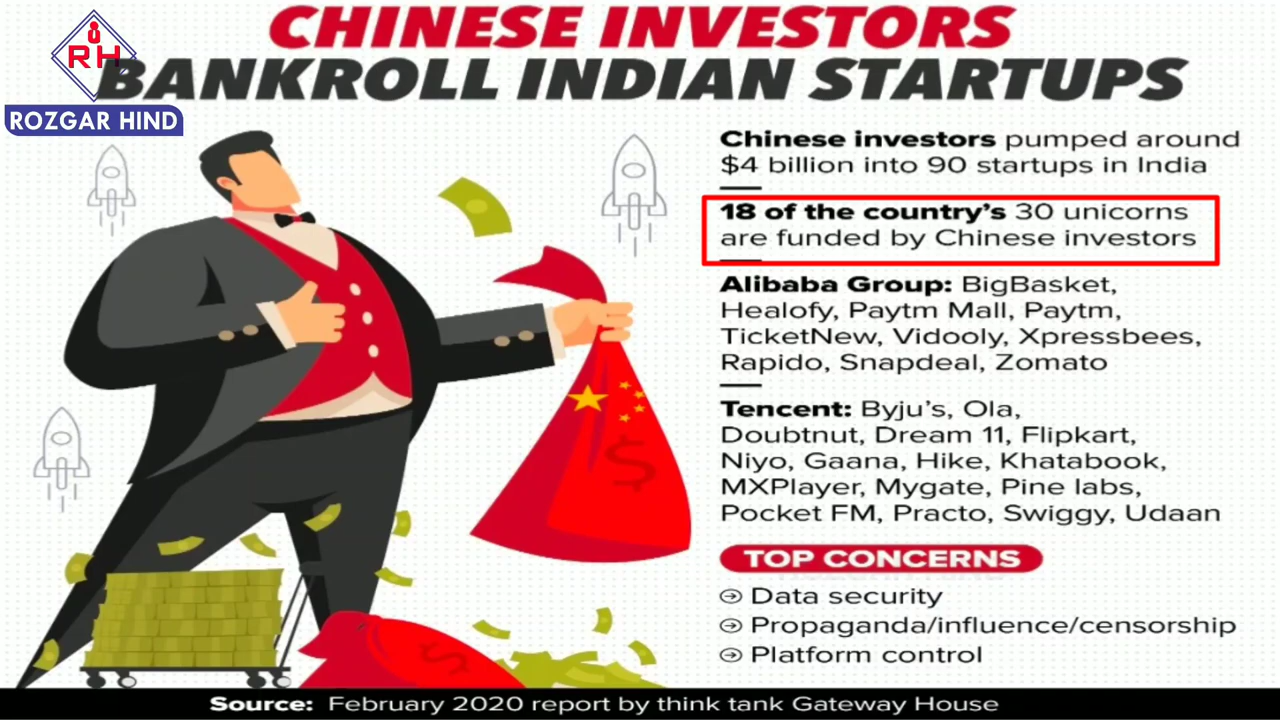 CHINESE INVESTORS
BANKROLL INDIAN STARTUPS
RH
ROZGAR HIND
Chinese investors pumped around
$4 billion into 90 startups in India
18 of the country's 30 unicorns
are funded by Chinese investors
Alibaba Group: BigBasket,
Healofy, Paytm Mall, Paytm,
TicketNew, Vidooly, Xpressbees,
Rapido, Snapdeal, Zomato
Tencent: Byju's, Ola,
Doubtnut, Dream 11, Flipkart,
Niyo, Gaana, Hike, Khatabook,
MXPlayer, Mygate, Pine labs,
Pocket FM, Practo, Swiggy, Udaan
TOP CONCERNS
Data security
Propaganda/influence/censorship
Platform control
$
$
Source: February 2020 report by think tank Gateway House